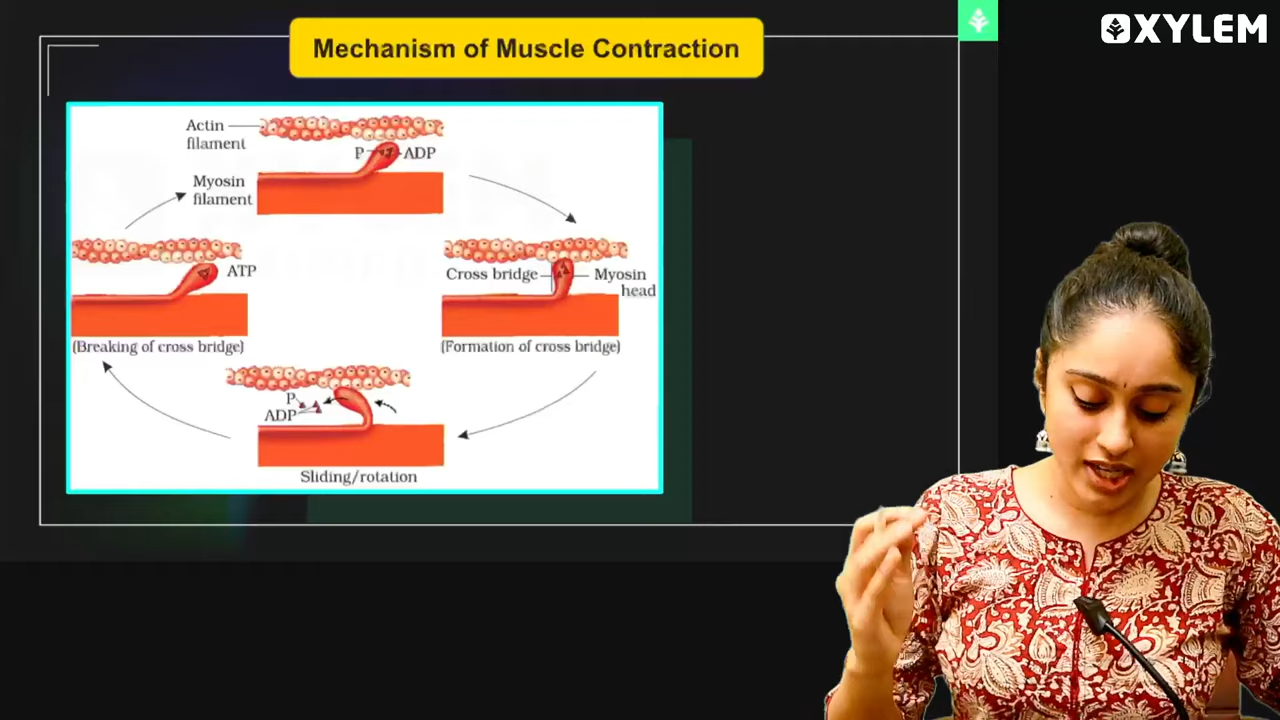 Mechanism of Muscle Contraction
XYLEM
Actin
filament
P
ADP
Myosin
filament
ATP
Cross bridge
Myosin
head
(Breaking of cross bridge)
(Formation of cross bridge)
P
ADP
Sliding/rotation